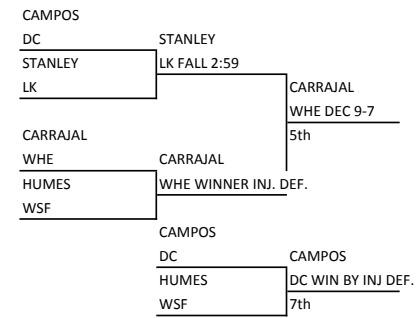 CAMPOS
DC STANLEY
STANLEY LK FALL 2:59
LK CARRAJAL
WHE DEC 9-7
CARRAJAL 5th
WHE CARRAJAL
HUMES WHE WINNER INJ. DEF.
WSF
CAMPOS
DC CAMPOS
HUMES DC WIN BY INJ DEF.
WSF 7th